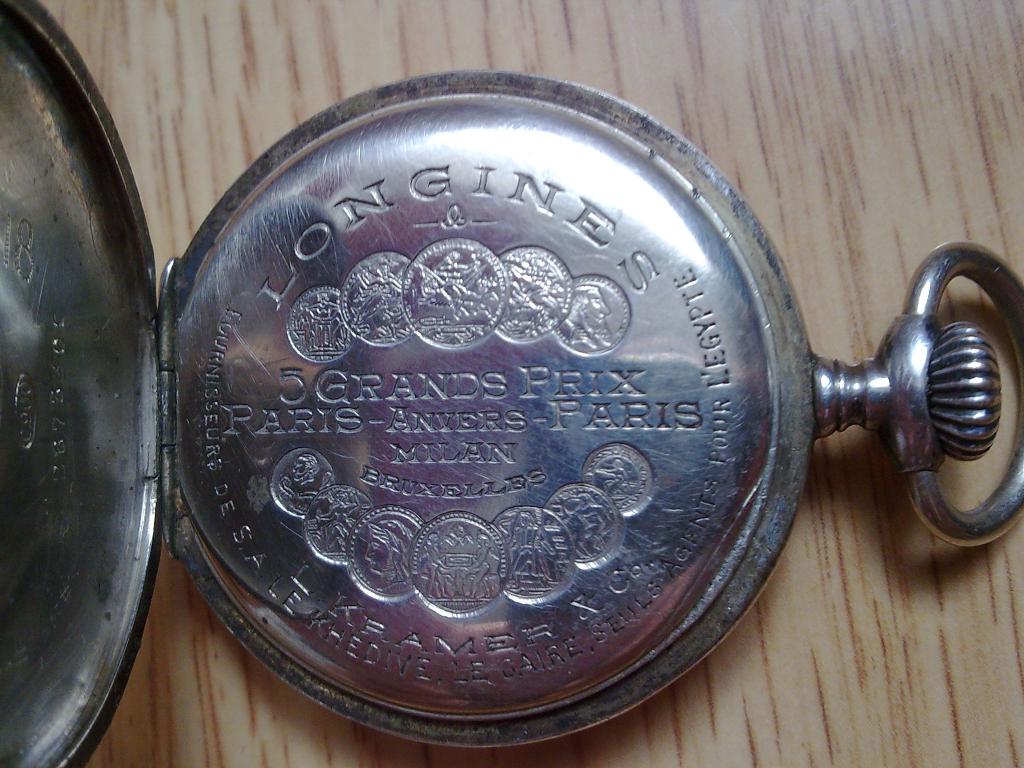 LONGINES
&
5 GRANDS PRIX
PARIS - ANVERS - PARIS
MILAN
BRUXELLES
L. KRAMER & Co.
FOURNISSEURS DE S.A. LE KHEDIVE, LE CAIRE, SEULS AGENTS POUR L'EGYPTE